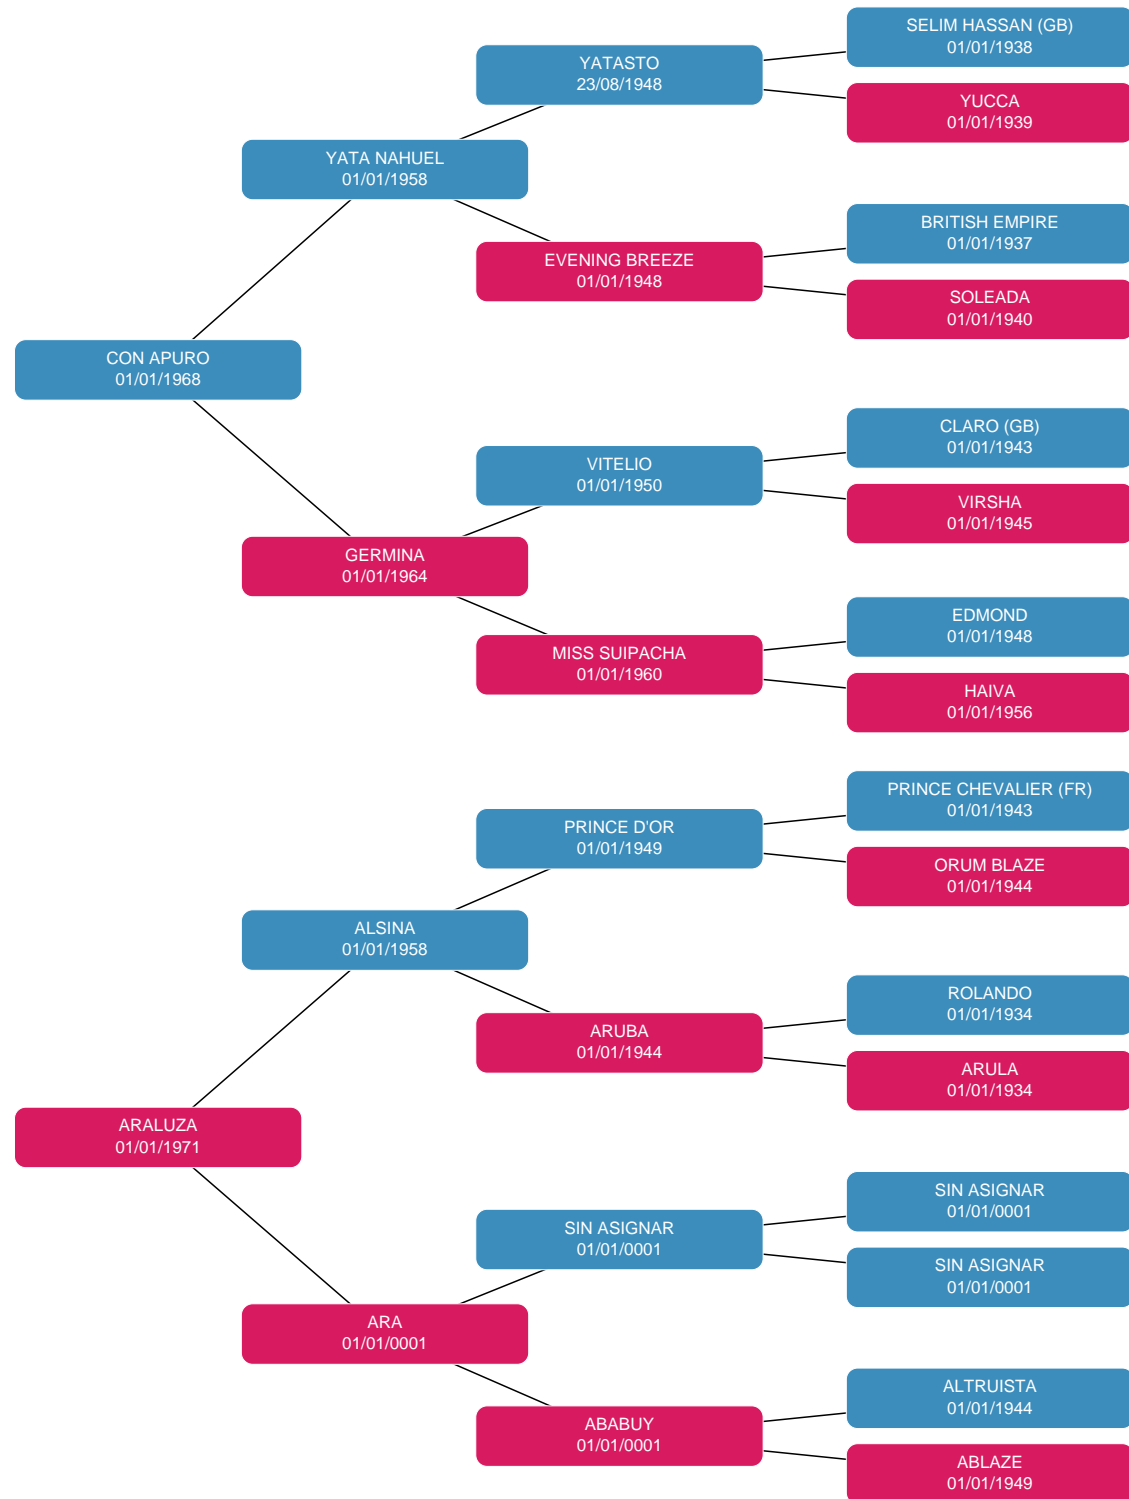 SELIM HASSAN (GB)
01/01/1938
YATASTO
23/08/1948
YUCCA
01/01/1939
YATA NAHUEL
01/01/1958
BRITISH EMPIRE
01/01/1937
EVENING BREEZE
01/01/1948
SOLEADA
01/01/1940
CON APURO
01/01/1968
CLARO (GB)
01/01/1943
VITELIO
01/01/1950
VIRSHA
01/01/1945
GERMINA
01/01/1964
EDMOND
01/01/1948
MISS SUIPACHA
01/01/1960
HAIVA
01/01/1956
PRINCE CHEVALIER (FR)
01/01/1943
PRINCE D'OR
01/01/1949
ORUM BLAZE
01/01/1944
ALSINA
01/01/1958
ROLANDO
01/01/1934
ARUBA
01/01/1944
ARULA
01/01/1934
ARALUZA
01/01/1971
SIN ASIGNAR
01/01/0001
SIN ASIGNAR
01/01/0001
SIN ASIGNAR
01/01/0001
ARA
01/01/0001
ALTRUISTA
01/01/1944
ABABUY
01/01/0001
ABLAZE
01/01/1949